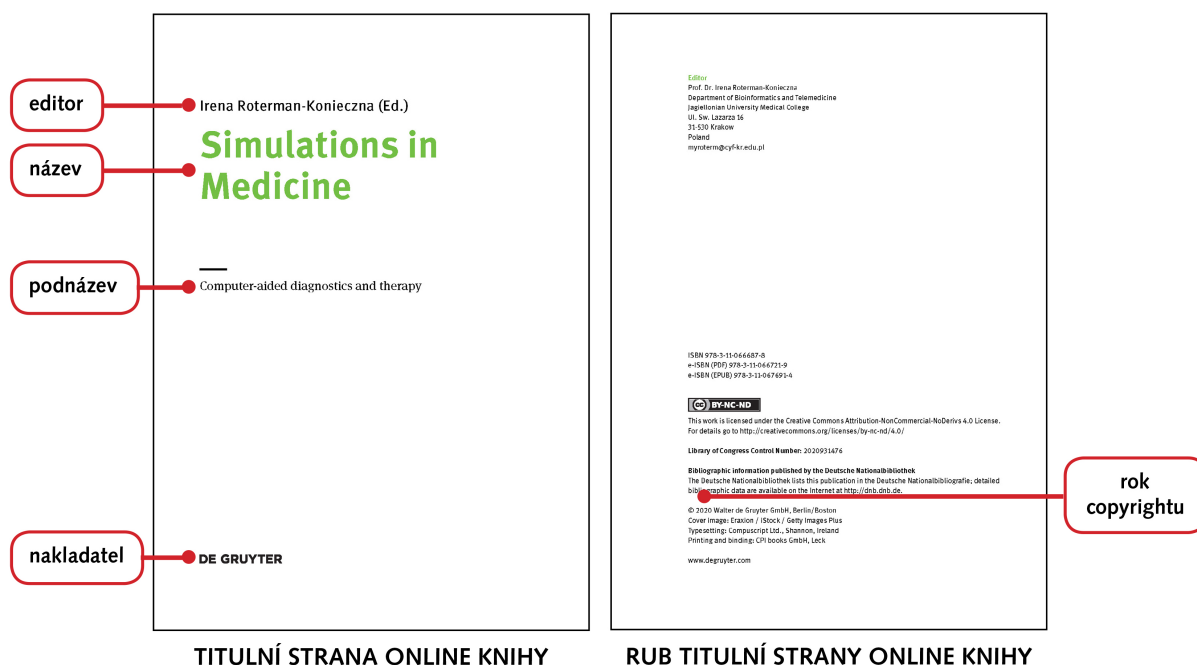 editor
Irena Roterman-Konieczna (Ed.)
název
Simulations in
Medicine
podnázev
Computer-aided diagnostics and therapy
nakladatel
DE GRUYTER
TITULNÍ STRANA ONLINE KNIHY
Editor
Prof. Dr. Irena Roterman-Konieczna
Department of Bioinformatics and Telemedicine
Jagiellonian University Medical College
Ul. Sw. Lazarza 16
31-530 Krakow
Poland
myroterm@cyf-kr.edu.pl
ISBN 978-3-11-066687-8
e-ISBN (PDF) 978-3-11-066721-9
e-ISBN (EPUB) 978-3-11-067691-4
cc BY-NC-ND
This work is licensed under the Creative Commons Attribution-NonCommercial-NoDerivs 4.0 License.
For details go to http://creativecommons.org/licenses/by-nc-nd/4.0/
Library of Congress Control Number: 2020931476
Bibliographic information published by the Deutsche Nationalbibliothek
The Deutsche Nationalbibliothek lists this publication in the Deutsche Nationalbibliografie; detailed
bibliographic data are available on the Internet at http://dnb.dnb.de.
rok
copyrightu
© 2020 Walter de Gruyter GmbH, Berlin/Boston
Cover image: Eraxion / iStock / Getty Images Plus
Typesetting: Compuscript Ltd., Shannon, Ireland
Printing and binding: CPI books GmbH, Leck
www.degruyter.com
RUB TITULNÍ STRANY ONLINE KNIHY